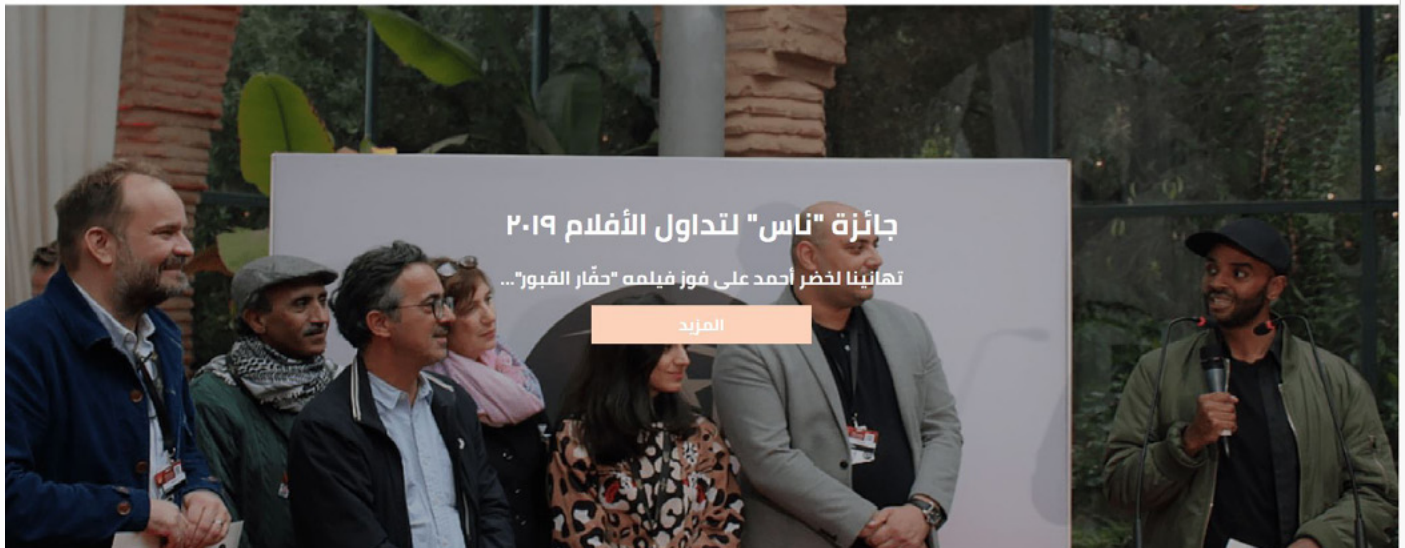 جائزة "ناس" لتداول الأفلام ٢٠١٩
تهانينا لخضر أحمد على فوز فيلمه "حفّار القبور"...
المزيد